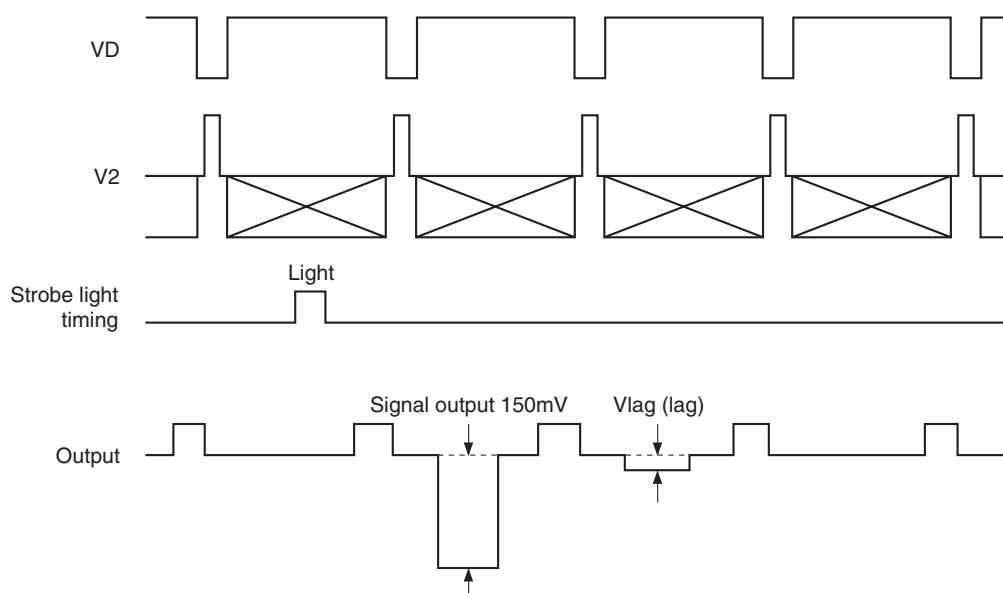 VD
V2
Light
Strobe light
timing
Signal output 150mV
Vlag (lag)
Output